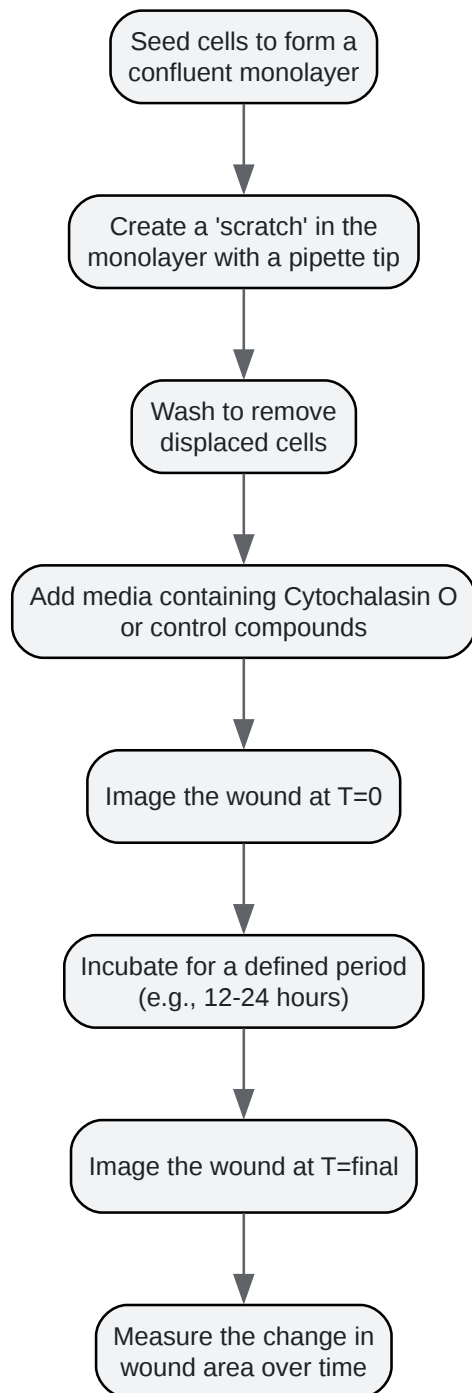 Seed cells to form a
confluent monolayer
Create a 'scratch' in the
monolayer with a pipette tip
Wash to remove
displaced cells
Add media containing Cytochalasin O
or control compounds
Image the wound at T=0
Incubate for a defined period
(e.g., 12-24 hours)
Image the wound at T=final
Measure the change in
wound area over time